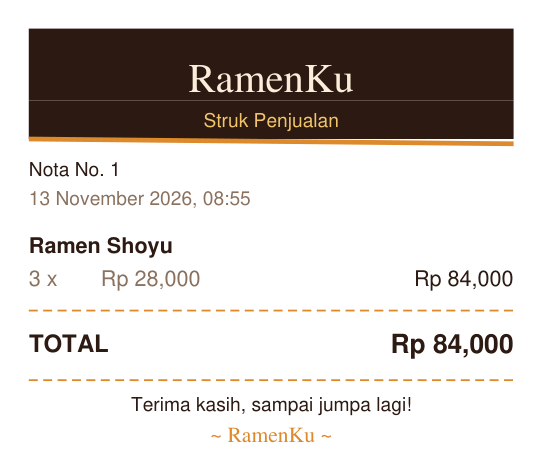 RamenKu
Struk Penjualan
Nota No. 1
13 November 2026, 08:55
Ramen Shoyu
3 x Rp 28,000 Rp 84,000
TOTAL Rp 84,000
Terima kasih, sampai jumpa lagi!
~ RamenKu ~